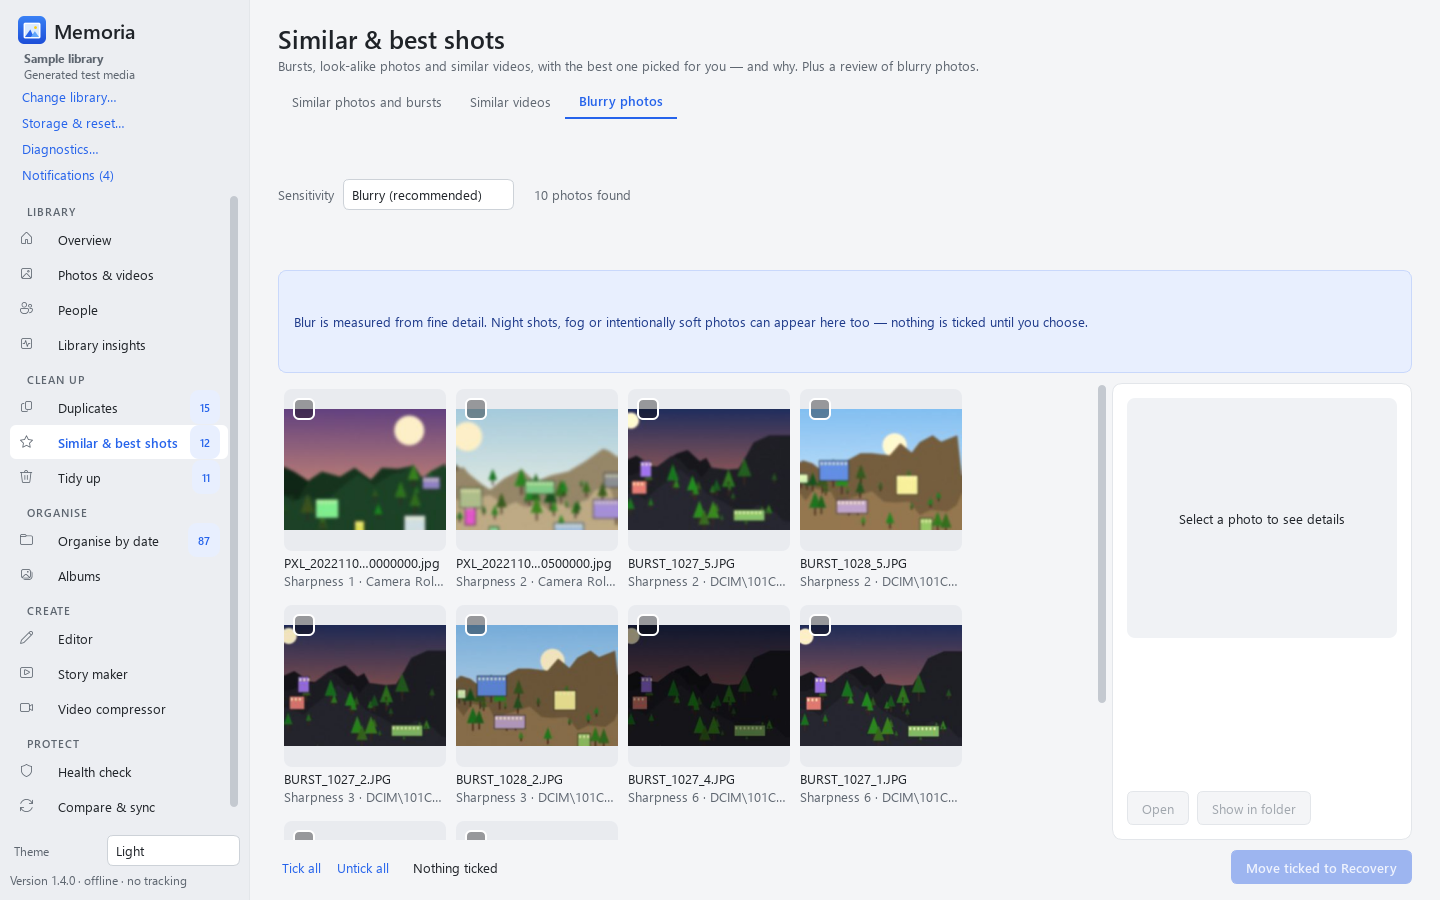 Memoria
Sample library
Generated test media
Change library...
Storage & reset...
Diagnostics...
Notifications (4)
LIBRARY
Overview
Photos & videos
People
Library insights
CLEAN UP
Duplicates 15
Similar & best shots 12
Tidy up 11
ORGANISE
Organise by date 87
Albums
CREATE
Editor
Story maker
Video compressor
PROTECT
Health check
Compare & sync
Theme Light
Version 1.4.0 · offline · no tracking
Similar & best shots
Bursts, look-alike photos and similar videos, with the best one picked for you — and why. Plus a review of blurry photos.
Similar photos and bursts Similar videos Blurry photos
Sensitivity Blurry (recommended) 10 photos found
Blur is measured from fine detail. Night shots, fog or intentionally soft photos can appear here too — nothing is ticked until you choose.
PXL_2022110...0000000.jpg PXL_2022110...0500000.jpg BURST_1027_5.JPG BURST_1028_5.JPG
Sharpness 1 · Camera Rol... Sharpness 2 · Camera Rol... Sharpness 2 · DCIM\101C... Sharpness 2 · DCIM\101C...
BURST_1027_2.JPG BURST_1028_2.JPG BURST_1027_4.JPG BURST_1027_1.JPG
Sharpness 3 · DCIM\101C... Sharpness 3 · DCIM\101C... Sharpness 6 · DCIM\101C... Sharpness 6 · DCIM\101C...
Select a photo to see details
Open Show in folder
Tick all Untick all Nothing ticked Move ticked to Recovery